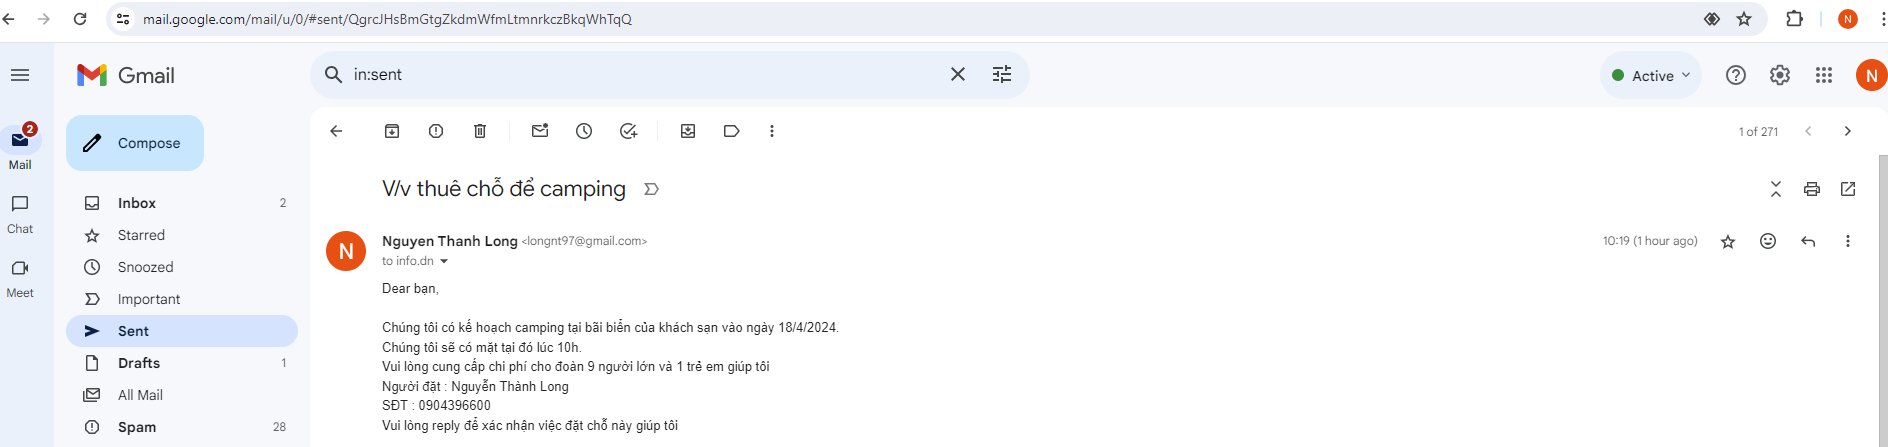 mail.google.com/mail/u/0/#sent/QgrcJHsBmGtgZkdmWfmLtmnrkczBkqWhTqQ
N
Gmail
in:sent
Active
N
2
Mail
Chat
Meet
Compose
Inbox 2
Starred
Snoozed
Important
Sent
Drafts 1
All Mail
Spam 28
1 of 271
V/v thuê chỗ để camping
N
Nguyen Thanh Long <longnt97@gmail.com>
10:19 (1 hour ago)
to info.dn
Dear bạn,
Chúng tôi có kế hoạch camping tại bãi biển của khách sạn vào ngày 18/4/2024.
Chúng tôi sẽ có mặt tại đó lúc 10h.
Vui lòng cung cấp chi phí cho đoàn 9 người lớn và 1 trẻ em giúp tôi
Người đặt : Nguyễn Thành Long
SĐT : 0904396600
Vui lòng reply để xác nhận việc đặt chỗ này giúp tôi